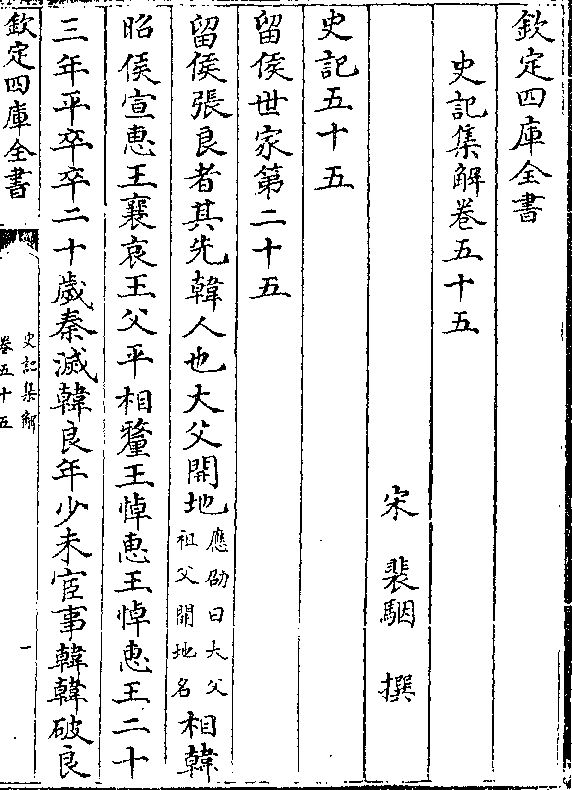 欽定四庫全書
史記集解卷五十五
宋裴駰撰
史記五十五
留侯世家第二十五
留侯張良者其先韓人也大父開地應劭曰大父祖父開地名相韓
昭侯宣惠王襄哀王父平相釐王悼惠王悼惠王二十
三年平卒卒二十歲秦滅韓良年少未宦事韓韓破良
欽定四庫全書
史記集解
卷五十五
一